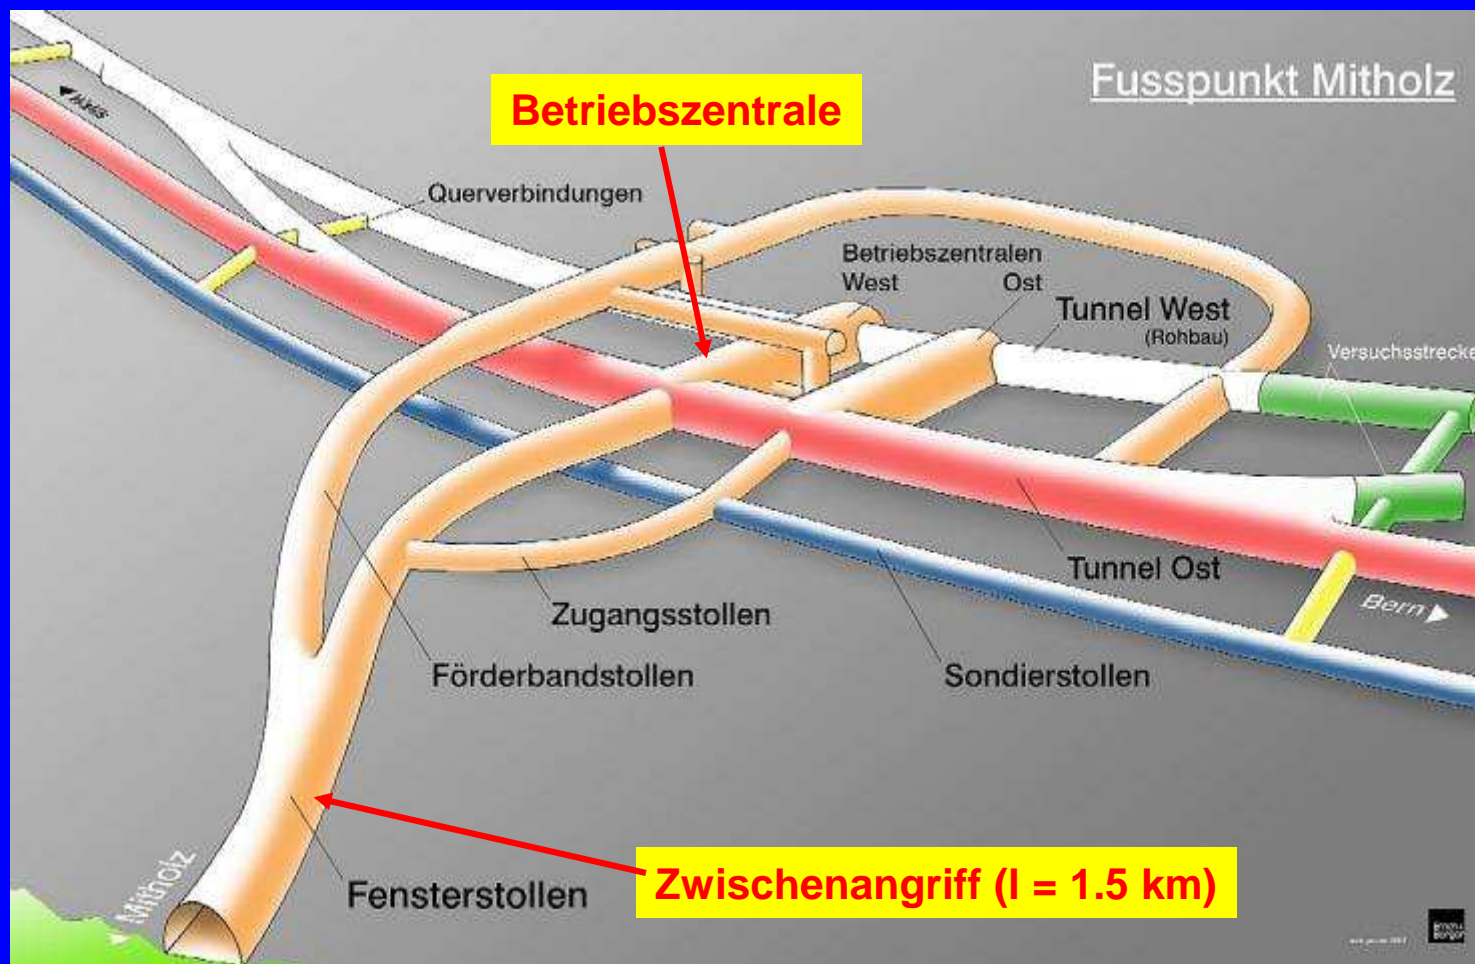 Fusspunkt Mitholz
Betriebszentrale
Querverbindungen
Betriebszentralen
West Ost
Tunnel West
(Rohbau)
Versuchsstrecke
Tunnel Ost
Bern
Zugangsstollen
Förderbandstollen
Sondierstollen
Zwischenangriff (l = 1.5 km)
Fensterstollen
Mitholz